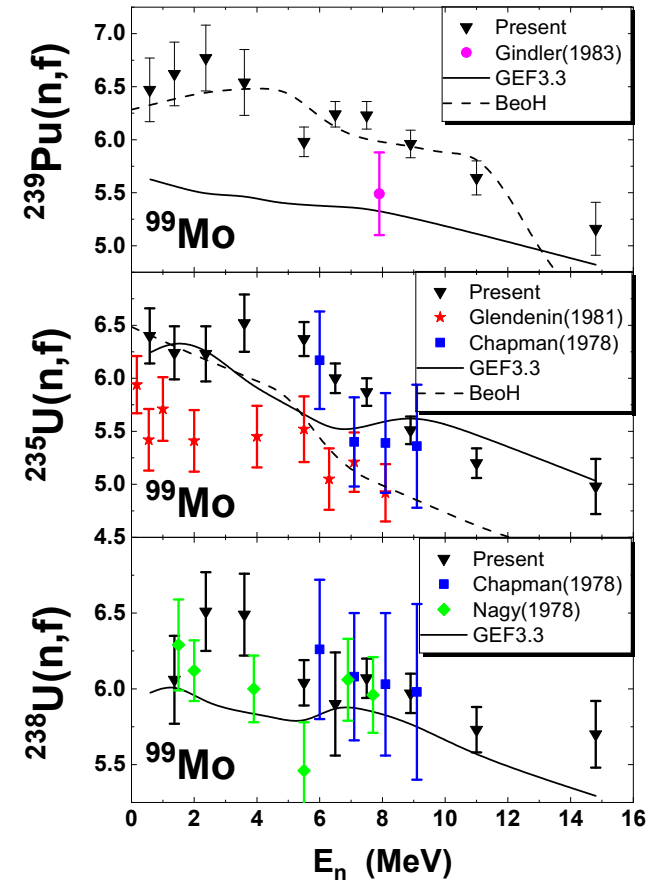 7.0
6.5
6.0
5.5
5.0
²³⁹Pu(n,f)
⁹⁹Mo
Present
Gindler(1983)
GEF3.3
BeoH
6.5
6.0
5.5
5.0
4.5
²³⁵U(n,f)
⁹⁹Mo
Present
Glendenin(1981)
Chapman(1978)
GEF3.3
BeoH
6.5
6.0
5.5
²³⁸U(n,f)
⁹⁹Mo
Present
Chapman(1978)
Nagy(1978)
GEF3.3
0 2 4 6 8 10 12 14 16
Eₙ (MeV)